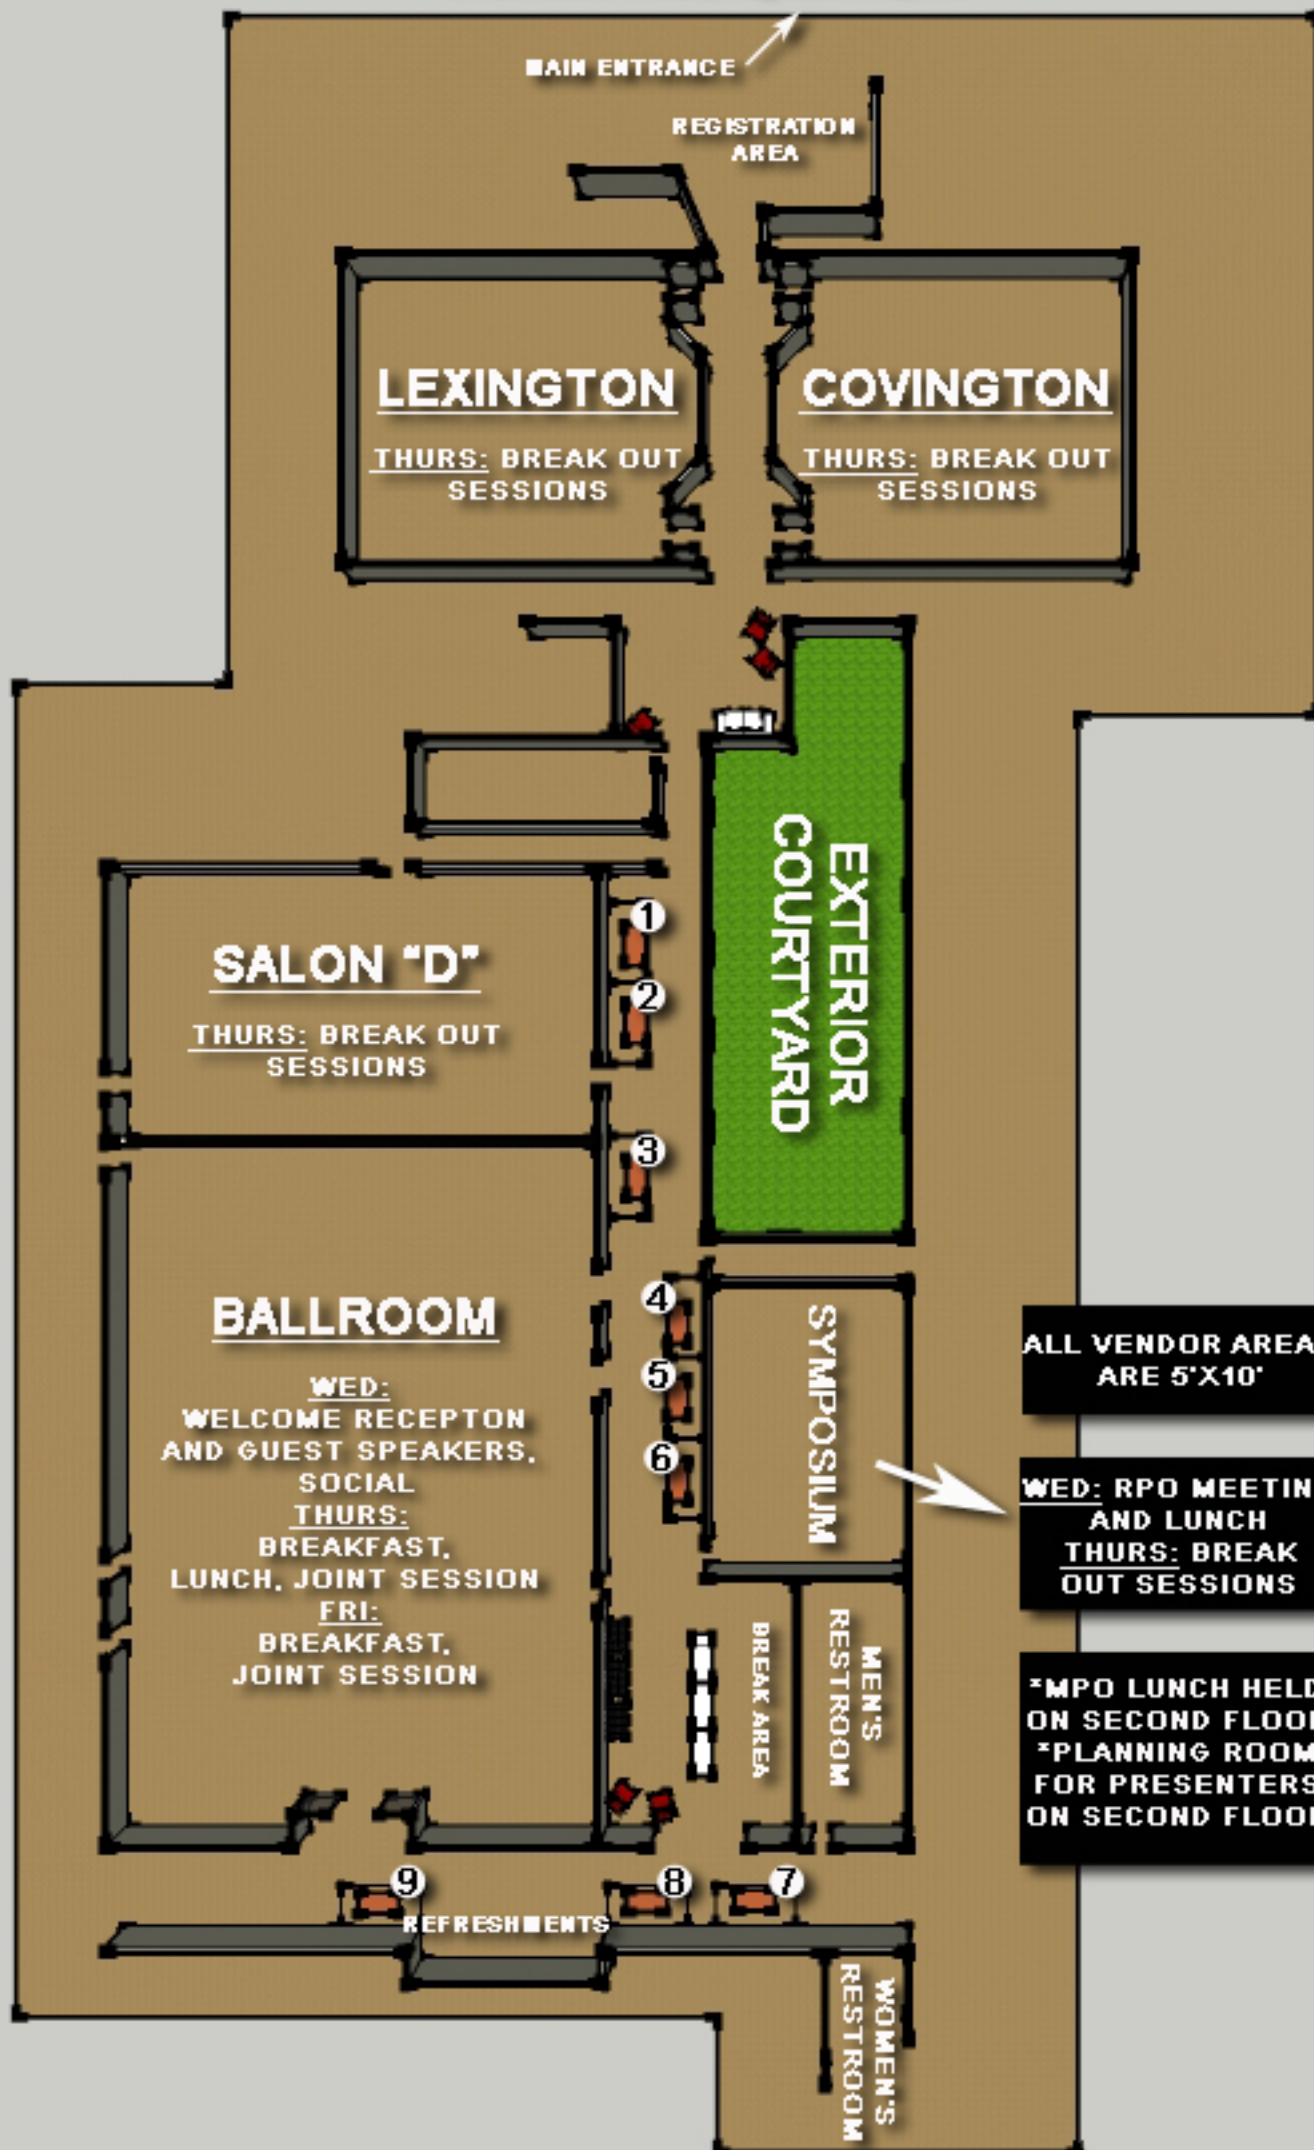 MAIN ENTRANCE
REGISTRATION
AREA
LEXINGTON
THURS: BREAK OUT
SESSIONS
COVINGTON
THURS: BREAK OUT
SESSIONS
EXTERIOR
COURTYARD
SALON “D”
THURS: BREAK OUT
SESSIONS
1
2
3
BALLROOM
WED:
WELCOME RECEPTON
AND GUEST SPEAKERS,
SOCIAL
THURS:
BREAKFAST,
LUNCH, JOINT SESSION
FRI:
BREAKFAST,
JOINT SESSION
4
5
6
SYMPOSIUM
ALL VENDOR AREA
ARE 5'X10'
WED: RPO MEETIN
AND LUNCH
THURS: BREAK
OUT SESSIONS
*MPO LUNCH HELD
ON SECOND FLOOR
*PLANNING ROOM
FOR PRESENTERS
ON SECOND FLOOR
BREAK AREA
MEN'S
RESTROOM
9
8
7
REFRESHMENTS
WOMEN'S
RESTROOM